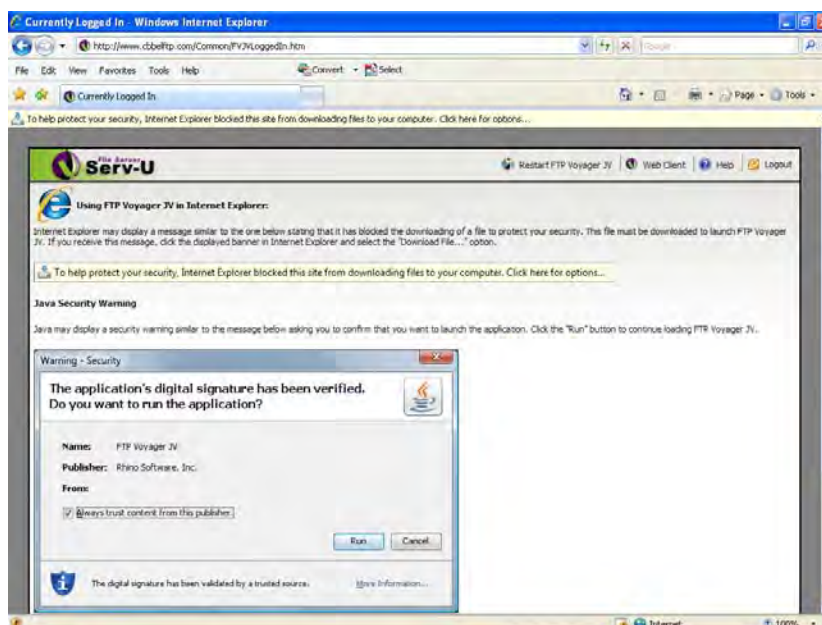 Currently Logged In - Windows Internet Explorer
http://www.cbbelftp.com/Common/FVJVLoggedIn.htm
Google
File Edit View Favorites Tools Help
Convert Select
Currently Logged In
Page Tools
To help protect your security, Internet Explorer blocked this site from downloading files to your computer. Click here for options...
File Server
Serv-U
Restart FTP Voyager JV Web Client Help Logout
Using FTP Voyager JV in Internet Explorer:
Internet Explorer may display a message similar to the one below stating that it has blocked the downloading of a file to protect your security. This file must be downloaded to launch FTP Voyager
JV. If you receive this message, click the displayed banner in Internet Explorer and select the "Download File..." option.
To help protect your security, Internet Explorer blocked this site from downloading files to your computer. Click here for options...
Java Security Warning
Java may display a security warning similar to the message below asking you to confirm that you want to launch the application. Click the "Run" button to continue loading FTP Voyager JV.
Warning - Security
The application's digital signature has been verified.
Do you want to run the application?
Name: FTP Voyager JV
Publisher: Rhino Software, Inc.
From:
Always trust content from this publisher.
Run Cancel
The digital signature has been validated by a trusted source. More Information...
Internet 100%